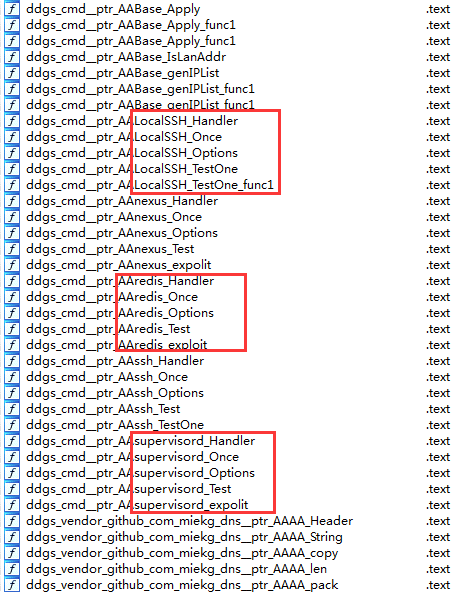 ddgs_cmd__ptr_AABase_Apply .text
ddgs_cmd__ptr_AABase_Apply_func1 .text
ddgs_cmd__ptr_AABase_Apply_func1 .text
ddgs_cmd__ptr_AABase_IsLanAddr .text
ddgs_cmd__ptr_AABase_genIPList .text
ddgs_cmd__ptr_AABase_genIPList_func1 .text
ddgs_cmd__ptr_AABase_genIPList_func1 .text
ddgs_cmd__ptr_AALocalSSH_Handler .text
ddgs_cmd__ptr_AALocalSSH_Once .text
ddgs_cmd__ptr_AALocalSSH_Options .text
ddgs_cmd__ptr_AALocalSSH_TestOne .text
ddgs_cmd__ptr_AALocalSSH_TestOne_func1 .text
ddgs_cmd__ptr_AAnexus_Handler .text
ddgs_cmd__ptr_AAnexus_Once .text
ddgs_cmd__ptr_AAnexus_Options .text
ddgs_cmd__ptr_AAnexus_Test .text
ddgs_cmd__ptr_AAnexus_expolit .text
ddgs_cmd__ptr_AAredis_Handler .text
ddgs_cmd__ptr_AAredis_Once .text
ddgs_cmd__ptr_AAredis_Options .text
ddgs_cmd__ptr_AAredis_Test .text
ddgs_cmd__ptr_AAredis_exploit .text
ddgs_cmd__ptr_AAssh_Handler .text
ddgs_cmd__ptr_AAssh_Once .text
ddgs_cmd__ptr_AAssh_Options .text
ddgs_cmd__ptr_AAssh_Test .text
ddgs_cmd__ptr_AAssh_TestOne .text
ddgs_cmd__ptr_AAsupervisord_Handler .text
ddgs_cmd__ptr_AAsupervisord_Once .text
ddgs_cmd__ptr_AAsupervisord_Options .text
ddgs_cmd__ptr_AAsupervisord_Test .text
ddgs_cmd__ptr_AAsupervisord_expolit .text
ddgs_vendor_github_com_miekg_dns__ptr_AAAA_Header .text
ddgs_vendor_github_com_miekg_dns__ptr_AAAA_String .text
ddgs_vendor_github_com_miekg_dns__ptr_AAAA_copy .text
ddgs_vendor_github_com_miekg_dns__ptr_AAAA_len .text
ddgs_vendor_github_com_miekg_dns__ptr_AAAA_pack .text